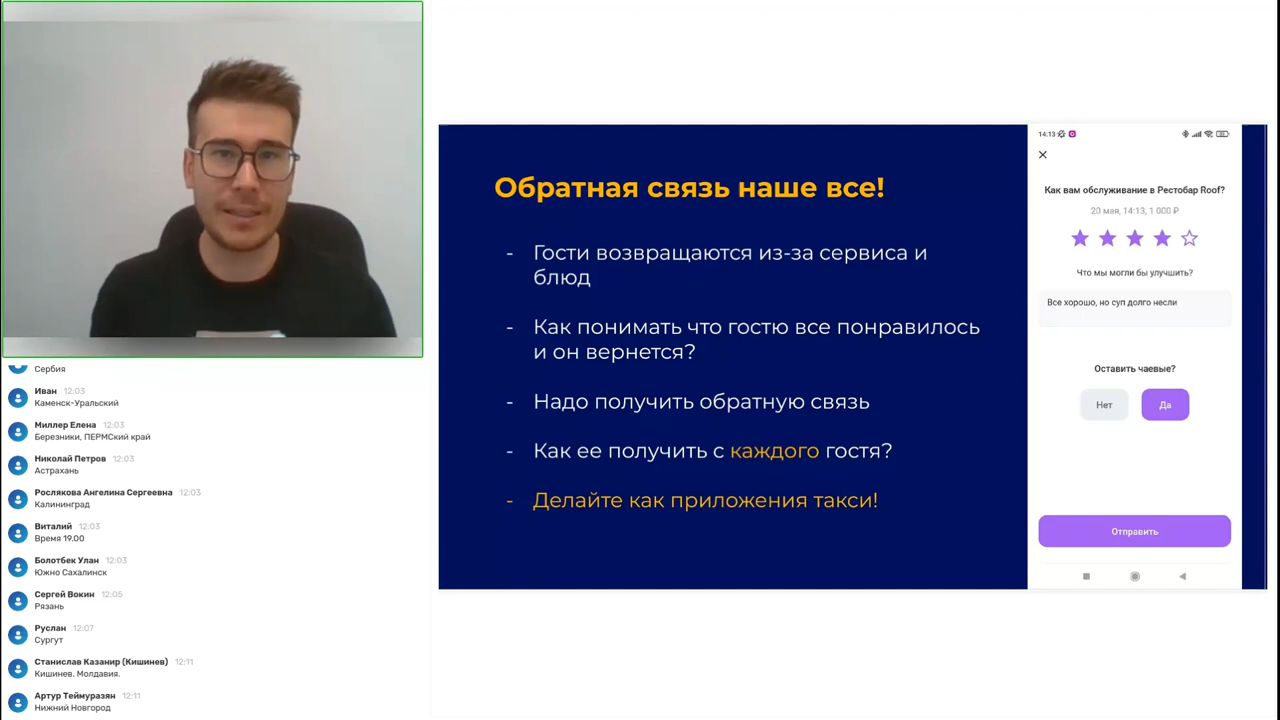 Сербия
Иван 12:03
Каменск-Уральский
Миллер Елена 12:03
Березники, ПЕРМСкий край
Николай Петров 12:03
Астрахань
Рослякова Ангелина Сергеевна 12:03
Калининград
Виталий 12:03
Время 19.00
Болотбек Улан 12:03
Южно Сахалинск
Сергей Вокин 12:05
Рязань
Руслан 12:07
Сургут
Станислав Казанир (Кишинев) 12:11
Кишинев. Молдавия.
Артур Теймуразян 12:11
Нижний Новгород
Обратная связь наше все!
- Гости возвращаются из-за сервиса и
блюд
- Как понимать что гостю все понравилось
и он вернется?
- Надо получить обратную связь
- Как ее получить с каждого гостя?
- Делайте как приложения такси!
14:13
Как вам обслуживание в Рестобар Roof?
20 мая, 14:13, 1 000 ₽
Что мы могли бы улучшить?
Все хорошо, но суп долго несли
Оставить чаевые?
Нет
Да
Отправить